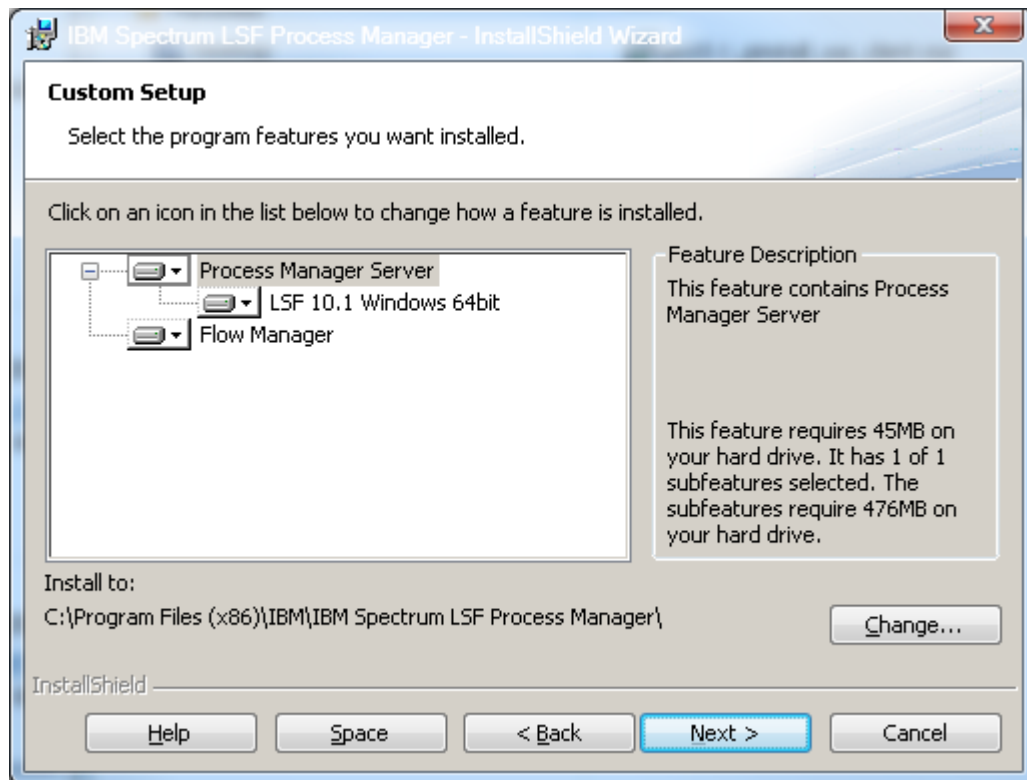 IBM Spectrum LSF Process Manager - InstallShield Wizard
Custom Setup
Select the program features you want installed.
Click on an icon in the list below to change how a feature is installed.
Process Manager Server
LSF 10.1 Windows 64bit
Flow Manager
Feature Description
This feature contains Process
Manager Server
This feature requires 45MB on
your hard drive. It has 1 of 1
subfeatures selected. The
subfeatures require 476MB on
your hard drive.
Install to:
C:\Program Files (x86)\IBM\IBM Spectrum LSF Process Manager\
Change...
InstallShield
Help
Space
< Back
Next >
Cancel